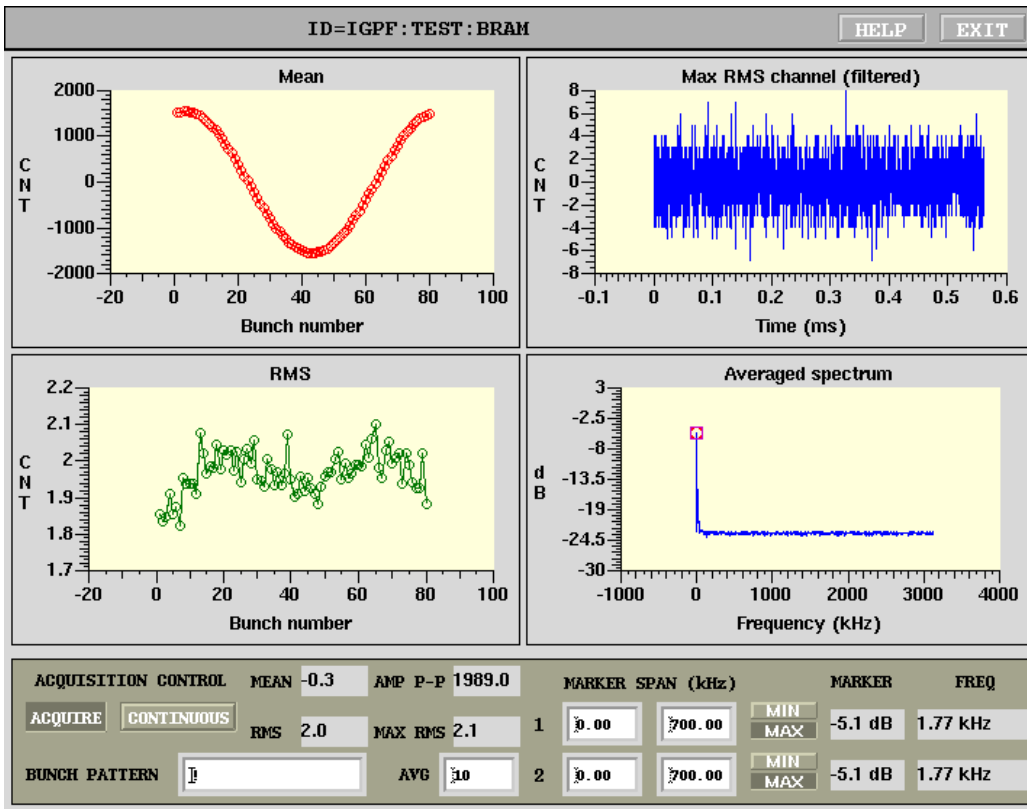 ID=IGPF:TEST:BRAM
HELP
EXIT
Mean
2000
1000
0
-1000
-2000
CNT
-20 0 20 40 60 80 100
Bunch number
Max RMS channel (filtered)
8
6
4
2
0
-2
-4
-6
-8
CNT
-0.1 0 0.1 0.2 0.3 0.4 0.5 0.6
Time (ms)
RMS
2.2
2.1
2
1.9
1.8
1.7
CNT
-20 0 20 40 60 80 100
Bunch number
Averaged spectrum
3
-2.5
-8
-13.5
-19
-24.5
-30
dB
-1000 0 1000 2000 3000 4000
Frequency (kHz)
ACQUISITION CONTROL
MEAN -0.3
AMP P-P 1989.0
ACQUIRE
CONTINUOUS
RMS 2.0
MAX RMS 2.1
BUNCH PATTERN !
AVG 10
MARKER SPAN (kHz)
MARKER
FREQ
1 0.00 700.00 MIN MAX -5.1 dB 1.77 kHz
2 0.00 700.00 MIN MAX -5.1 dB 1.77 kHz